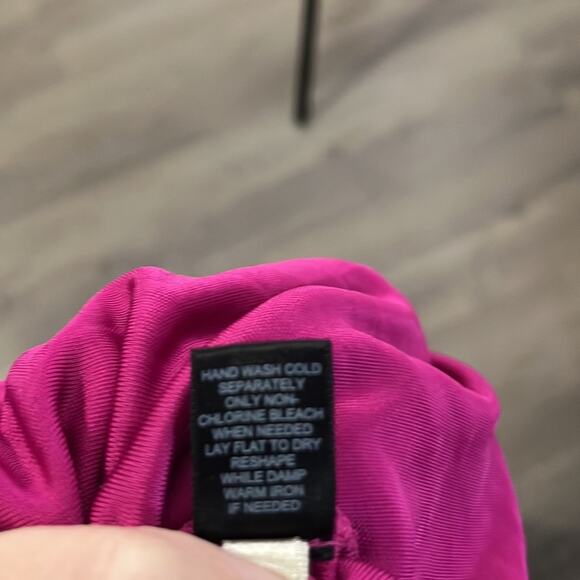 HAND WASH COLD
SEPARATELY
ONLY NON-
CHLORINE BLEACH
WHEN NEEDED
LAY FLAT TO DRY
RESHAPE
WHILE DAMP
WARM IRON
IF NEEDED